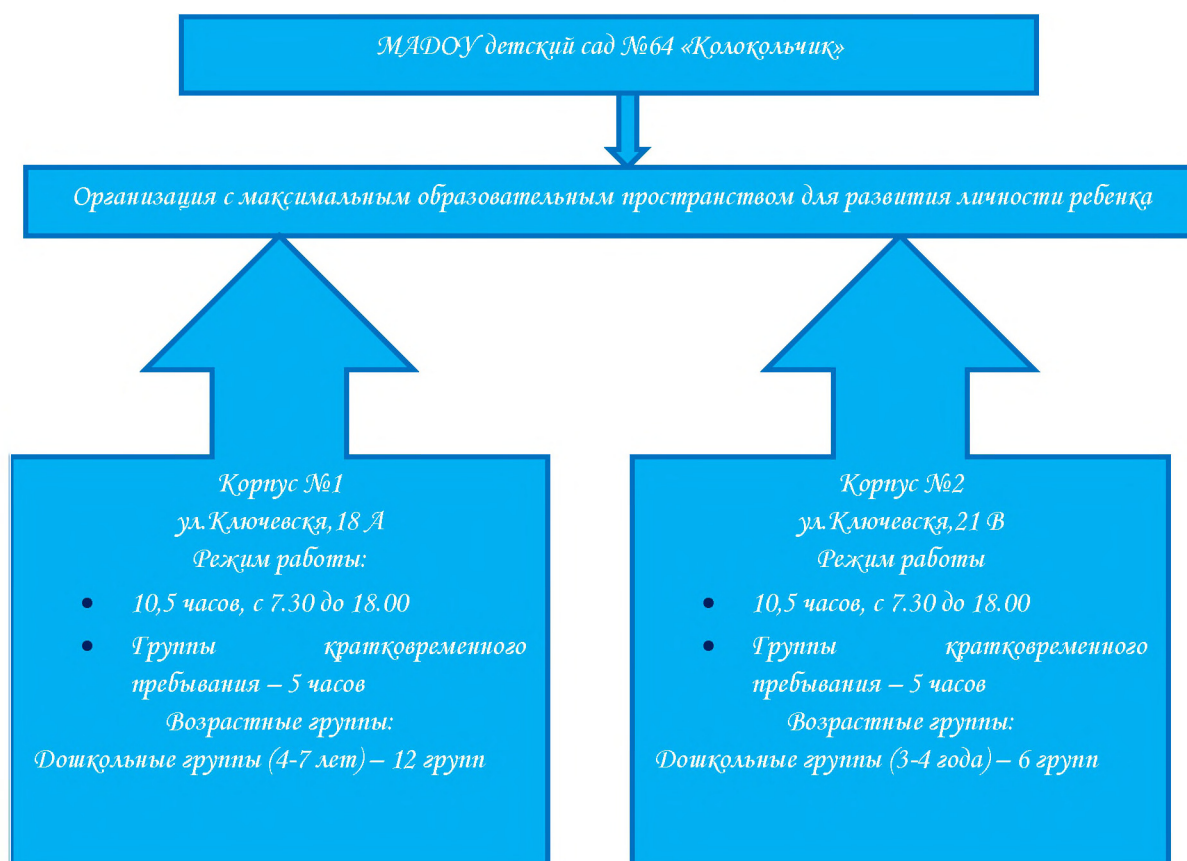 МАДОУ детский сад №64 «Колокольчик»
Организация с максимальным образовательным пространством для развития личности ребенка
Корпус №1
ул.Ключевскя,18 А
Режим работы:
• 10,5 часов, с 7.30 до 18.00
• Группы кратковременного
пребывания – 5 часов
Возрастные группы:
Дошкольные группы (4-7 лет) – 12 групп
Корпус №2
ул.Ключевскя,21 В
Режим работы
• 10,5 часов, с 7.30 до 18.00
• Группы кратковременного
пребывания – 5 часов
Возрастные группы:
Дошкольные группы (3-4 года) – 6 групп